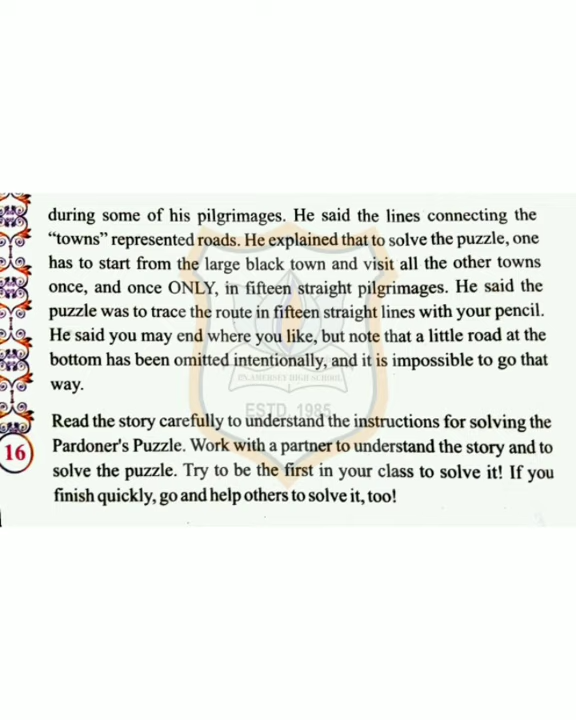 during some of his pilgrimages. He said the lines connecting the
“towns” represented roads. He explained that to solve the puzzle, one
has to start from the large black town and visit all the other towns
once, and once ONLY, in fifteen straight pilgrimages. He said the
puzzle was to trace the route in fifteen straight lines with your pencil.
He said you may end where you like, but note that a little road at the
bottom has been omitted intentionally, and it is impossible to go that
way.
ESTD. 1985
Read the story carefully to understand the instructions for solving the
Pardoner's Puzzle. Work with a partner to understand the story and to
solve the puzzle. Try to be the first in your class to solve it! If you
finish quickly, go and help others to solve it, too!
16